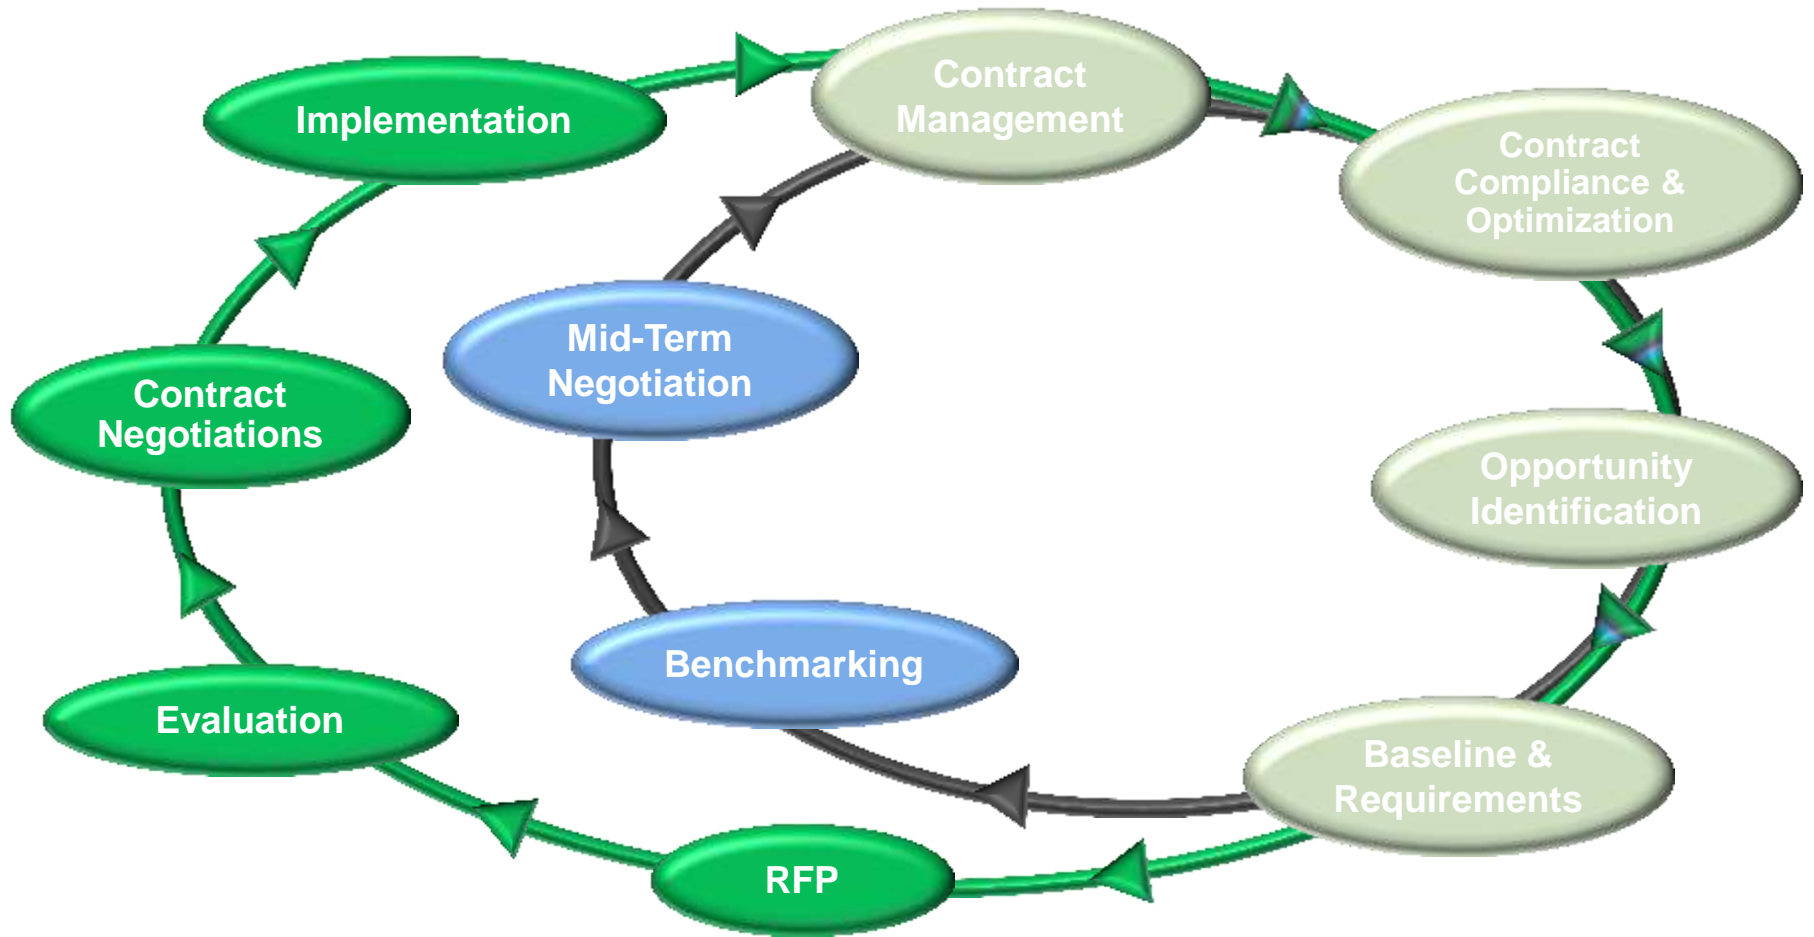 Contract
Management
Implementation
Contract
Compliance &
Optimization
Mid-Term
Negotiation
Contract
Negotiations
Opportunity
Identification
Benchmarking
Evaluation
Baseline &
Requirements
RFP